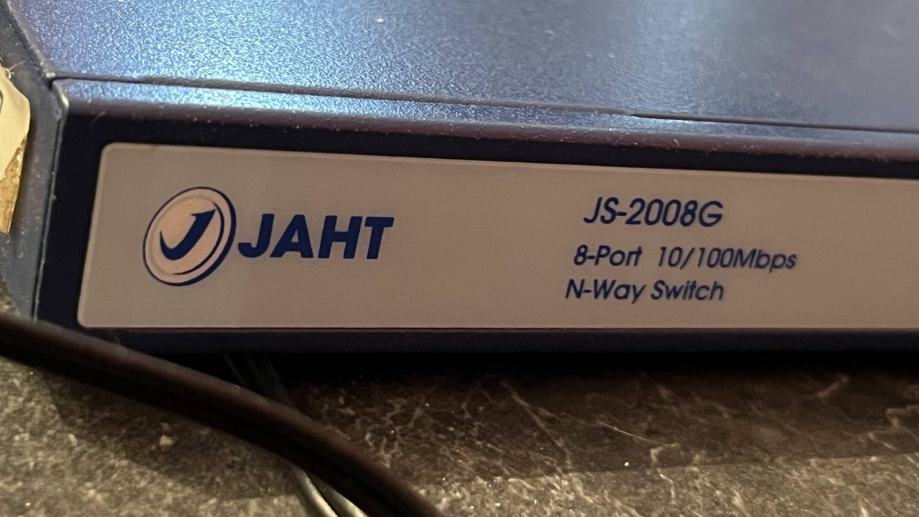 JAHT
JS-2008G
8-Port 10/100Mbps
N-Way Switch